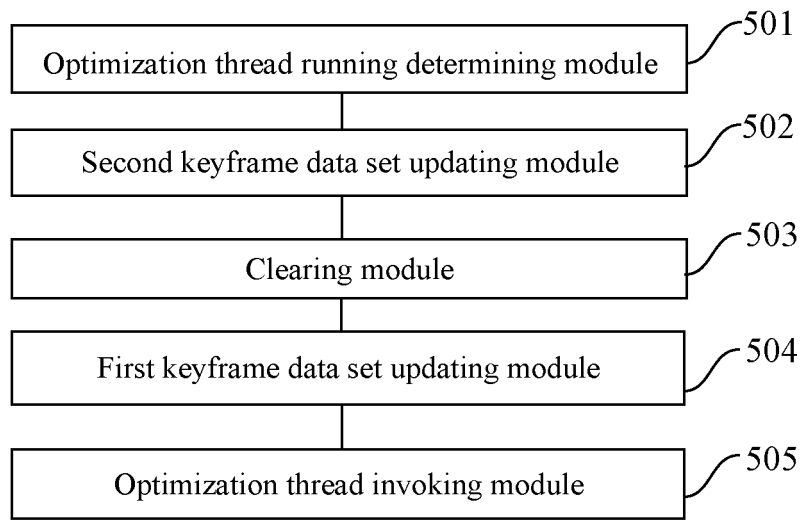 501
Optimization thread running determining module
502
Second keyframe data set updating module
503
Clearing module
504
First keyframe data set updating module
505
Optimization thread invoking module